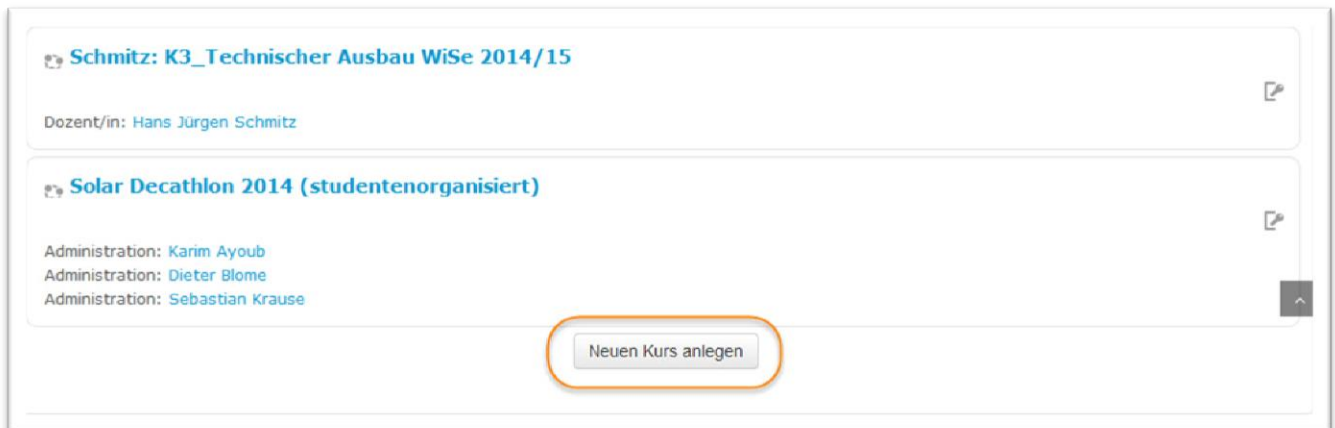 Schmitz: K3_Technischer Ausbau WiSe 2014/15
Dozent/in: Hans Jürgen Schmitz
Solar Decathlon 2014 (studentenorganisiert)
Administration: Karim Ayoub
Administration: Dieter Blome
Administration: Sebastian Krause
Neuen Kurs anlegen